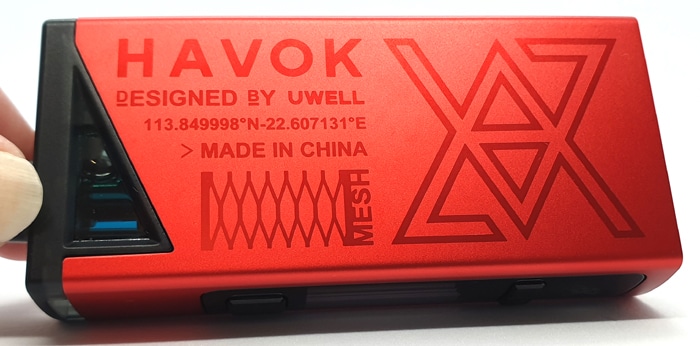 HAVOK
DESIGNED BY UWELL
113.849998°N-22.607131°E
> MADE IN CHINA
MESH